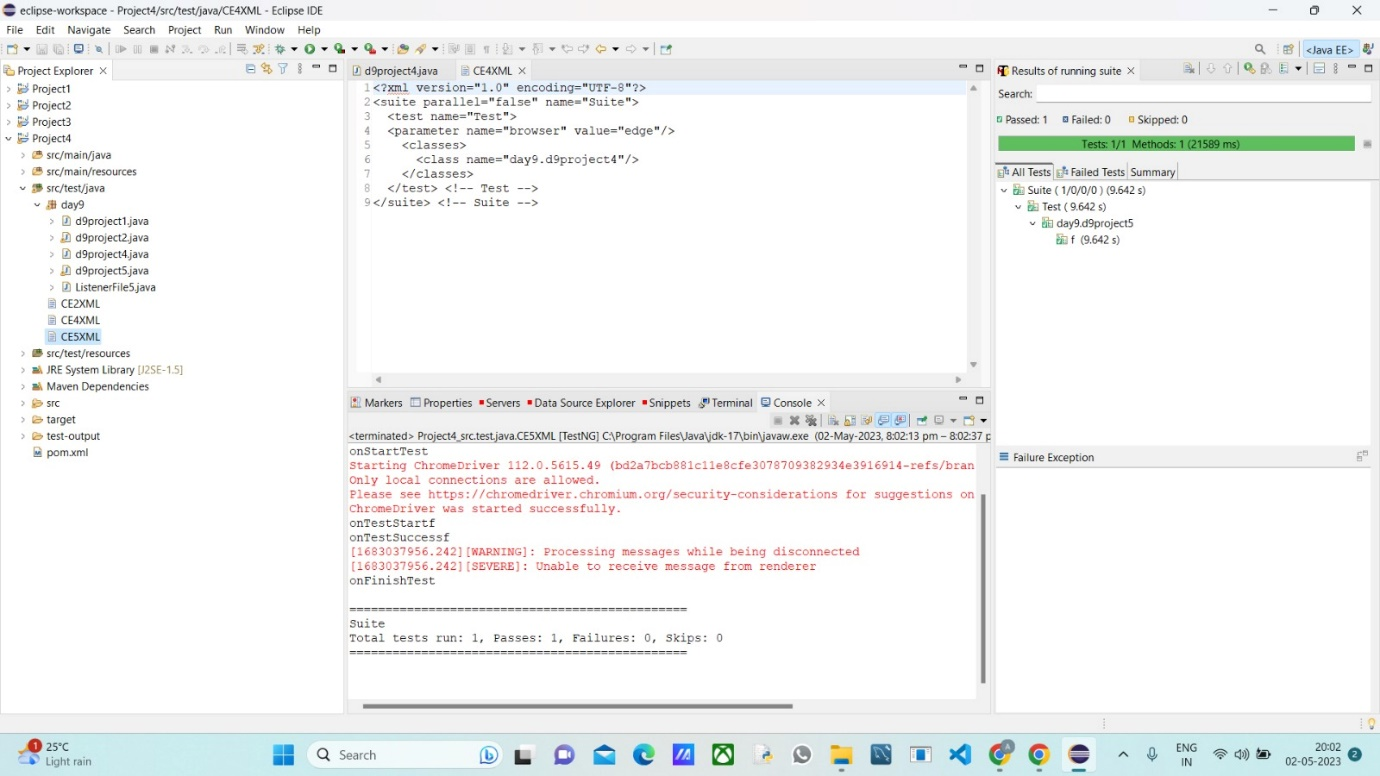 eclipse-workspace - Project4/src/test/java/CE4XML - Eclipse IDE
File Edit Navigate Search Project Run Window Help
<Java EE>
Project Explorer
Project1
Project2
Project3
Project4
src/main/java
src/main/resources
src/test/java
day9
d9project1.java
d9project2.java
d9project4.java
d9project5.java
ListenerFile5.java
CE2XML
CE4XML
CE5XML
src/test/resources
JRE System Library [J2SE-1.5]
Maven Dependencies
src
target
test-output
pom.xml
d9project4.java CE4XML
1 <?xml version="1.0" encoding="UTF-8"?>
2 <suite parallel="false" name="Suite">
3 <test name="Test">
4 <parameter name="browser" value="edge"/>
5 <classes>
6 <class name="day9.d9project4"/>
7 </classes>
8 </test> <!-- Test -->
9 </suite> <!-- Suite -->
Markers Properties Servers Data Source Explorer Snippets Terminal Console
<terminated> Project4_src.test.java.CE5XML [TestNG] C:\Program Files\Java\jdk-17\bin\javaw.exe (02-May-2023, 8:02:13 pm – 8:02:37 p
onStartTest
Starting ChromeDriver 112.0.5615.49 (bd2a7bcb881c11e8cfe3078709382934e3916914-refs/bran
Only local connections are allowed.
Please see https://chromedriver.chromium.org/security-considerations for suggestions on
ChromeDriver was started successfully.
onTestStartf
onTestSuccessf
[1683037956.242][WARNING]: Processing messages while being disconnected
[1683037956.242][SEVERE]: Unable to receive message from renderer
onFinishTest
===============================================
Suite
Total tests run: 1, Passes: 1, Failures: 0, Skips: 0
===============================================
Results of running suite
Search:
Passed: 1 Failed: 0 Skipped: 0
Tests: 1/1 Methods: 1 (21589 ms)
All Tests Failed Tests Summary
Suite ( 1/0/0/0 ) (9.642 s)
Test ( 9.642 s)
day9.d9project5
f (9.642 s)
Failure Exception
1
25°C
Light rain
Search
A
ENG
IN
20:02
02-05-2023
2